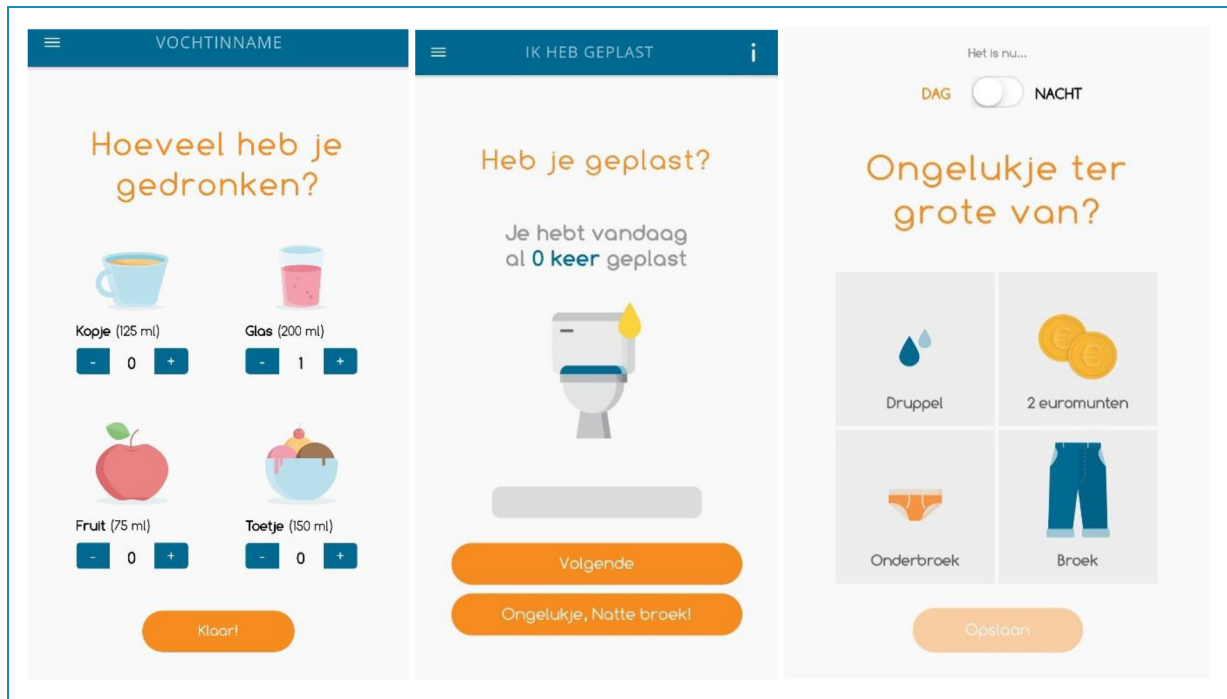 VOCHTINNAME
Hoeveel heb je
gedronken?
Kopje (125 ml)
- 0 +
Glas (200 ml)
- 1 +
Fruit (75 ml)
- 0 +
Toetje (150 ml)
- 0 +
Klaar!
IK HEB GEPLAST
i
Heb je geplast?
Je hebt vandaag
al 0 keer geplast
Volgende
Ongelukje, Natte broek!
Het is nu...
DAG NACHT
Ongelukje ter
grote van?
Druppel
2 euromunten
Onderbroek
Broek
Opslaan